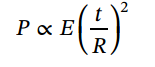 P ∝ E(t/R)²